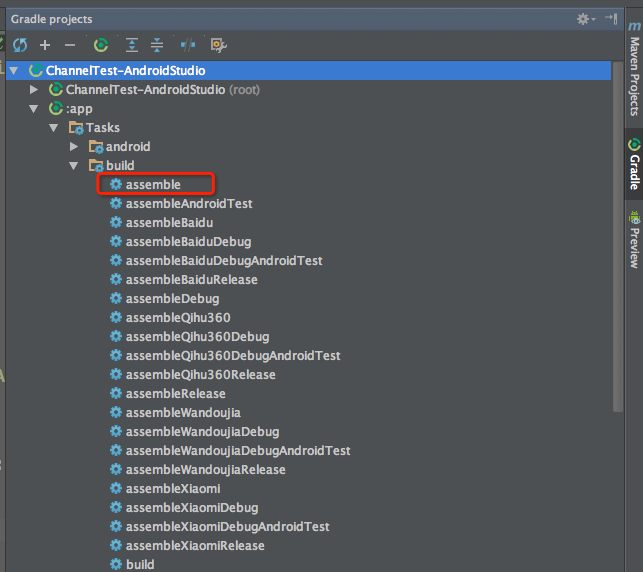 Gradle projects
ChannelTest-AndroidStudio
ChannelTest-AndroidStudio (root)
:app
Tasks
android
build
assemble
assembleAndroidTest
assembleBaidu
assembleBaiduDebug
assembleBaiduDebugAndroidTest
assembleBaiduRelease
assembleDebug
assembleQihu360
assembleQihu360Debug
assembleQihu360DebugAndroidTest
assembleQihu360Release
assembleRelease
assembleWandoujia
assembleWandoujiaDebug
assembleWandoujiaDebugAndroidTest
assembleWandoujiaRelease
assembleXiaomi
assembleXiaomiDebug
assembleXiaomiDebugAndroidTest
assembleXiaomiRelease
build
m Maven Projects
Gradle
Preview